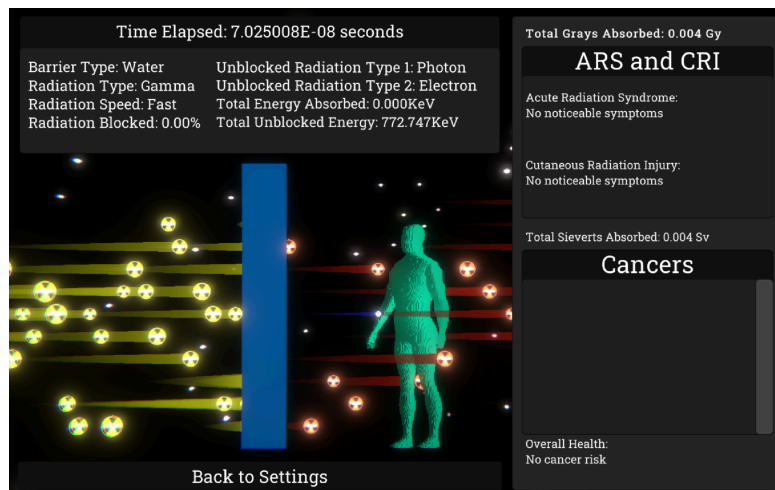 Time Elapsed: 7.025008E-08 seconds
Barrier Type: Water
Radiation Type: Gamma
Radiation Speed: Fast
Radiation Blocked: 0.00%
Unblocked Radiation Type 1: Photon
Unblocked Radiation Type 2: Electron
Total Energy Absorbed: 0.000KeV
Total Unblocked Energy: 772.747KeV
Back to Settings
Total Grays Absorbed: 0.004 Gy
ARS and CRI
Acute Radiation Syndrome:
No noticeable symptoms
Cutaneous Radiation Injury:
No noticeable symptoms
Total Sieverts Absorbed: 0.004 Sv
Cancers
Overall Health:
No cancer risk